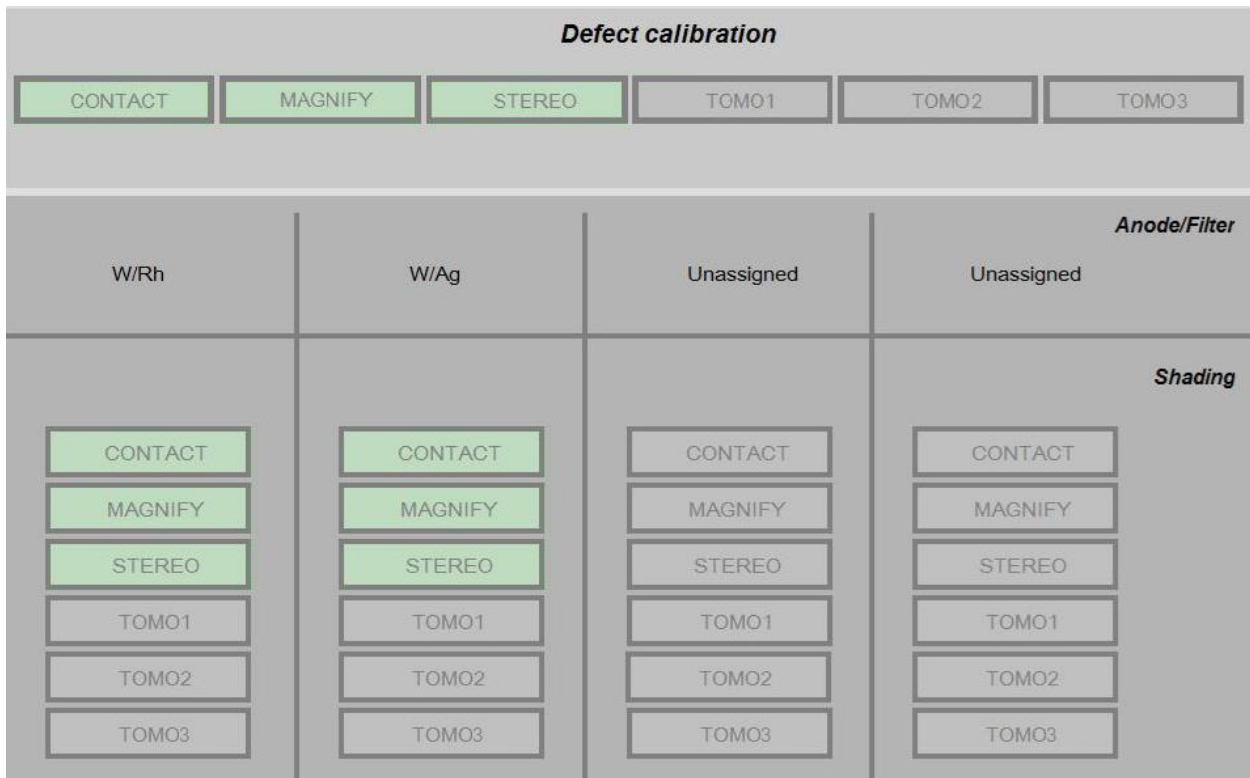 Defect calibration
CONTACT MAGNIFY STEREO TOMO1 TOMO2 TOMO3
Anode/Filter
W/Rh W/Ag Unassigned Unassigned
Shading
CONTACT CONTACT CONTACT CONTACT
MAGNIFY MAGNIFY MAGNIFY MAGNIFY
STEREO STEREO STEREO STEREO
TOMO1 TOMO1 TOMO1 TOMO1
TOMO2 TOMO2 TOMO2 TOMO2
TOMO3 TOMO3 TOMO3 TOMO3